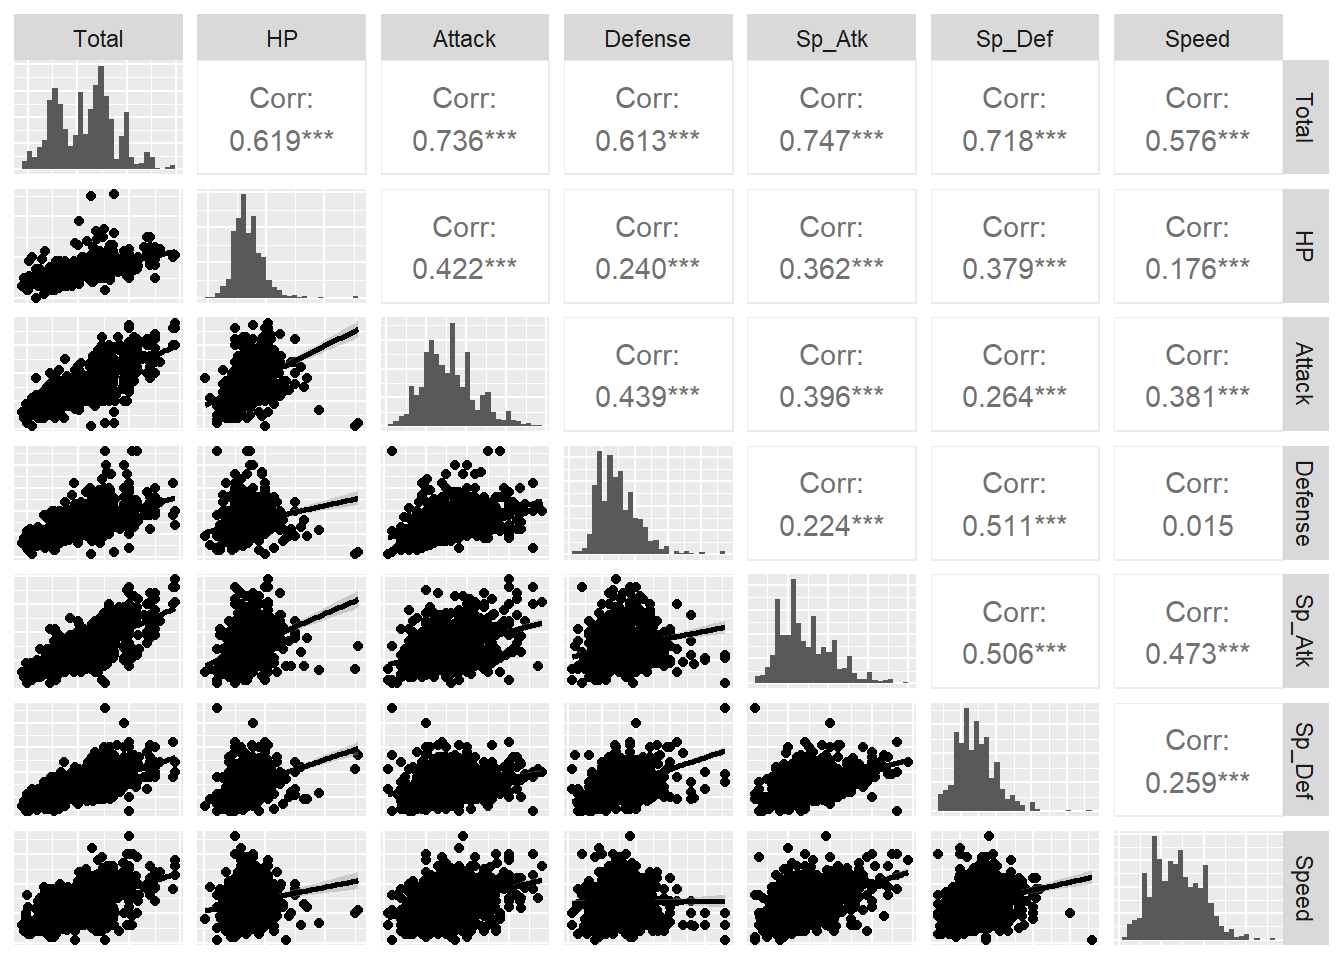 Total HP Attack Defense Sp_Atk Sp_Def Speed
Corr: Corr: Corr: Corr: Corr: Corr:
0.619*** 0.736*** 0.613*** 0.747*** 0.718*** 0.576***
Total
Corr: Corr: Corr: Corr: Corr:
0.422*** 0.240*** 0.362*** 0.379*** 0.176***
HP
Corr: Corr: Corr: Corr:
0.439*** 0.396*** 0.264*** 0.381***
Attack
Corr: Corr: Corr:
0.224*** 0.511*** 0.015
Defense
Corr: Corr:
0.506*** 0.473***
Sp_Atk
Corr:
0.259***
Sp_Def
Speed